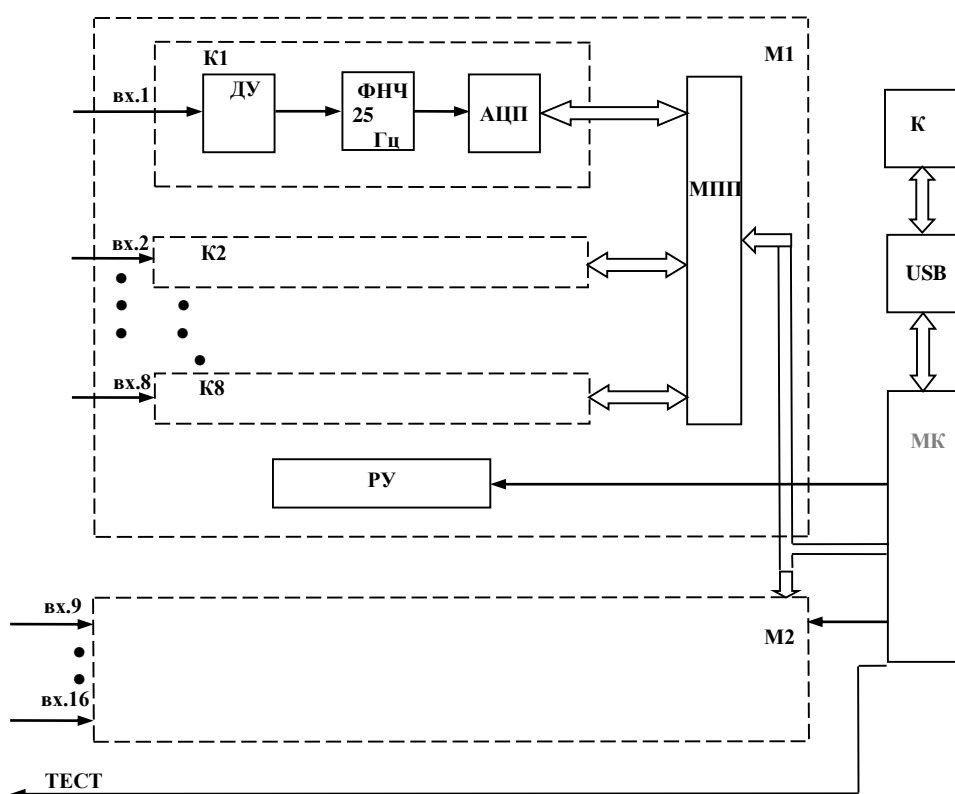 К1
М1
вх.1
ДУ
ФНЧ
25
Гц
АЦП
К
МПП
вх.2
К2
USB
вх.8
К8
МК
РУ
вх.9
М2
вх.16
ТЕСТ